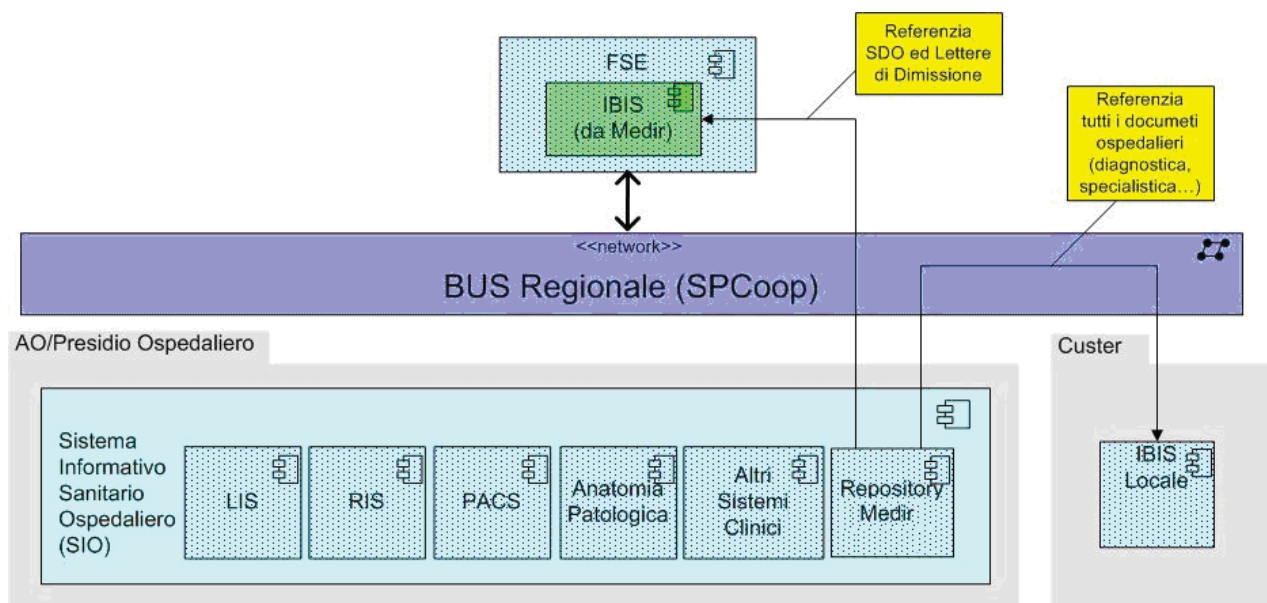 FSE
IBIS
(da Medir)
Referenzia
SDO ed Lettere
di Dimissione
Referenzia
tutti i documeti
ospedalieri
(diagnostica,
specialistica…)
<<network>>
BUS Regionale (SPCoop)
AO/Presidio Ospedaliero
Custer
Sistema
Informativo
Sanitario
Ospedaliero
(SIO)
LIS
RIS
PACS
Anatomia
Patologica
Altri
Sistemi
Clinici
Repository
Medir
IBIS
Locale